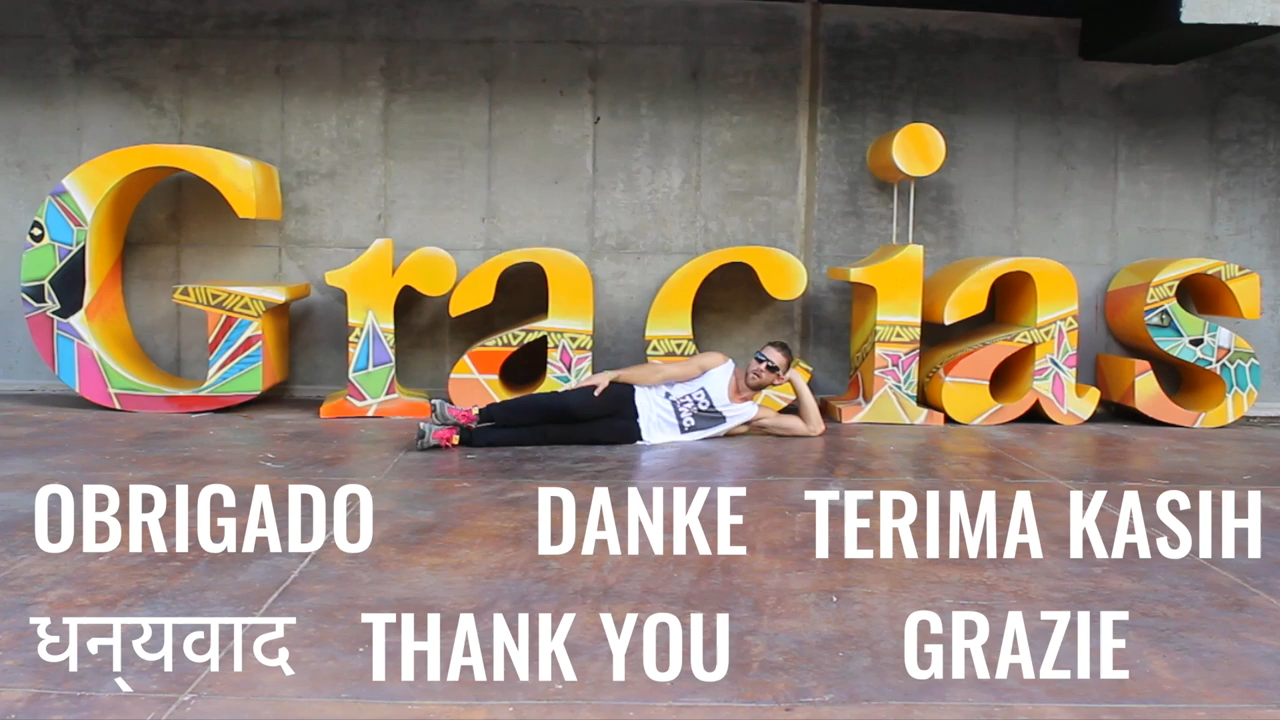 Gracias
OBRIGADO DANKE TERIMA KASIH
धन्‌यवाद THANK YOU GRAZIE